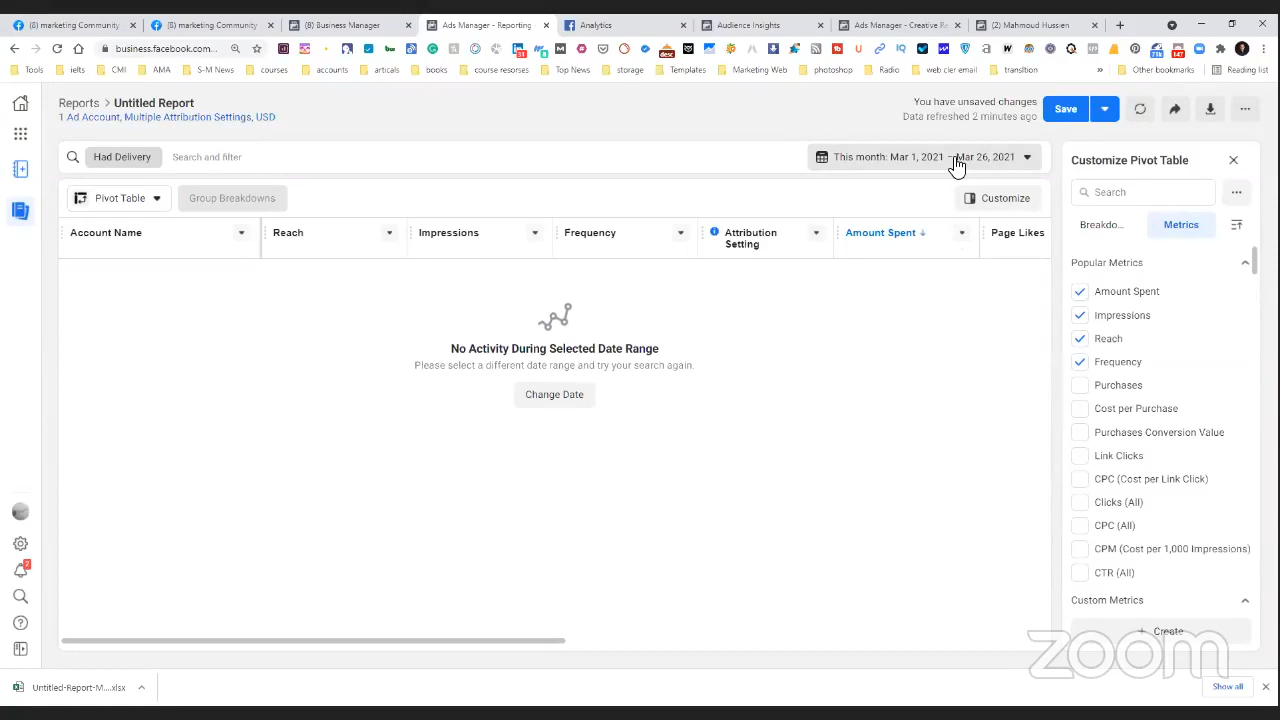 (8) marketing Community
(8) marketing Community
(8) Business Manager
Ads Manager - Reporting -
Analytics
Audience Insights
Ads Manager - Creative Re
(2) Mahmoud Hussien
business.facebook.com...
Tools
ielts
CMI
AMA
S-M New
courses
accounts
articals
books
course resorses
Top News
storage
Templates
Marketing Web
photoshop
Radio
web cler email
transltion
Other bookmarks
Reading list
Reports > Untitled Report
1 Ad Account, Multiple Attribution Settings, USD
You have unsaved changes
Data refreshed 2 minutes ago
Save
Had Delivery
Search and filter
This month: Mar 1, 2021 – Mar 26, 2021
Pivot Table
Group Breakdowns
Customize
Account Name
Reach
Impressions
Frequency
Attribution
Setting
Amount Spent ↓
Page Likes
No Activity During Selected Date Range
Please select a different date range and try your search again.
Change Date
Customize Pivot Table
Search
Breakdo...
Metrics
Popular Metrics
Amount Spent
Impressions
Reach
Frequency
Purchases
Cost per Purchase
Purchases Conversion Value
Link Clicks
CPC (Cost per Link Click)
Clicks (All)
CPC (All)
CPM (Cost per 1,000 Impressions)
CTR (All)
Custom Metrics
+ Create
zoom
Untitled-Report-M....xlsx
Show all